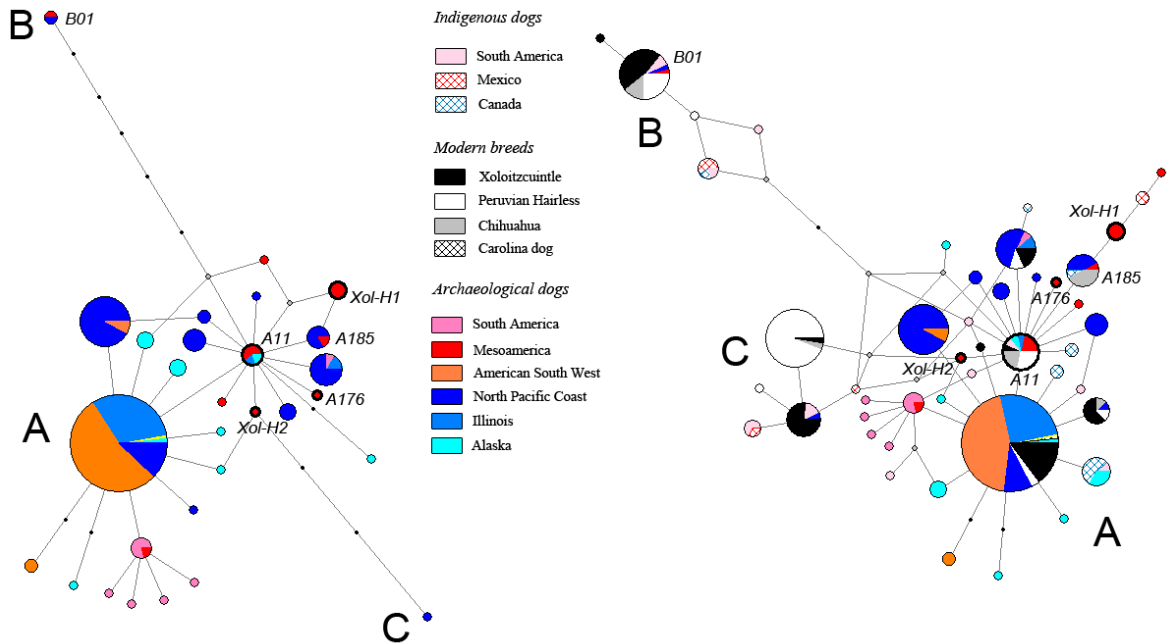 B
B01
Xol-H1
A11
A185
A176
Xol-H2
A
C
Indigenous dogs
South America
Mexico
Canada
Modern breeds
Xoloitzcuintle
Peruvian Hairless
Chihuahua
Carolina dog
Archaeological dogs
South America
Mesoamerica
American South West
North Pacific Coast
Illinois
Alaska
B01
B
Xol-H1
A185
A176
C
Xol-H2
A11
A